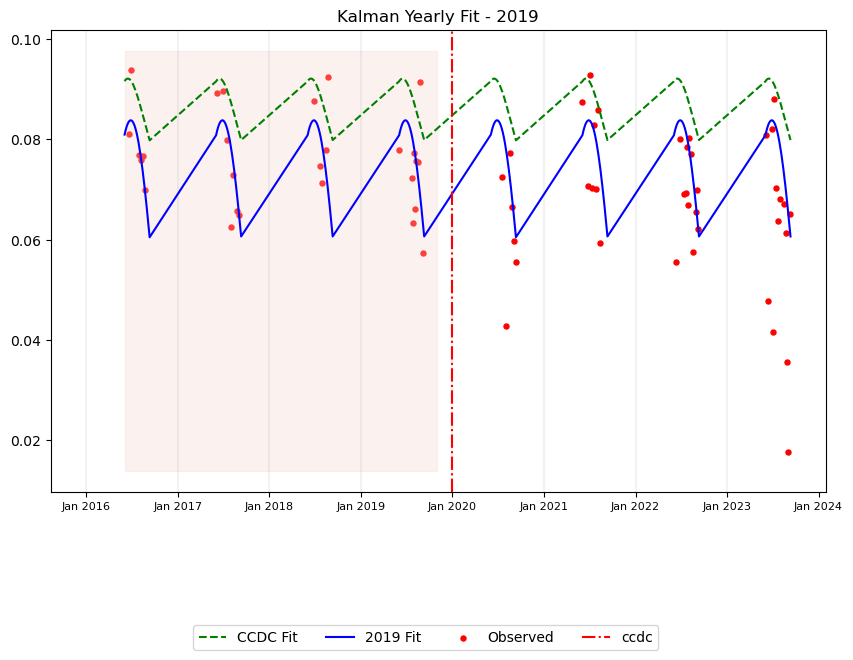 Kalman Yearly Fit - 2019
0.10
0.08
0.06
0.04
0.02
Jan 2016 Jan 2017 Jan 2018 Jan 2019 Jan 2020 Jan 2021 Jan 2022 Jan 2023 Jan 2024
CCDC Fit 2019 Fit Observed ccdc